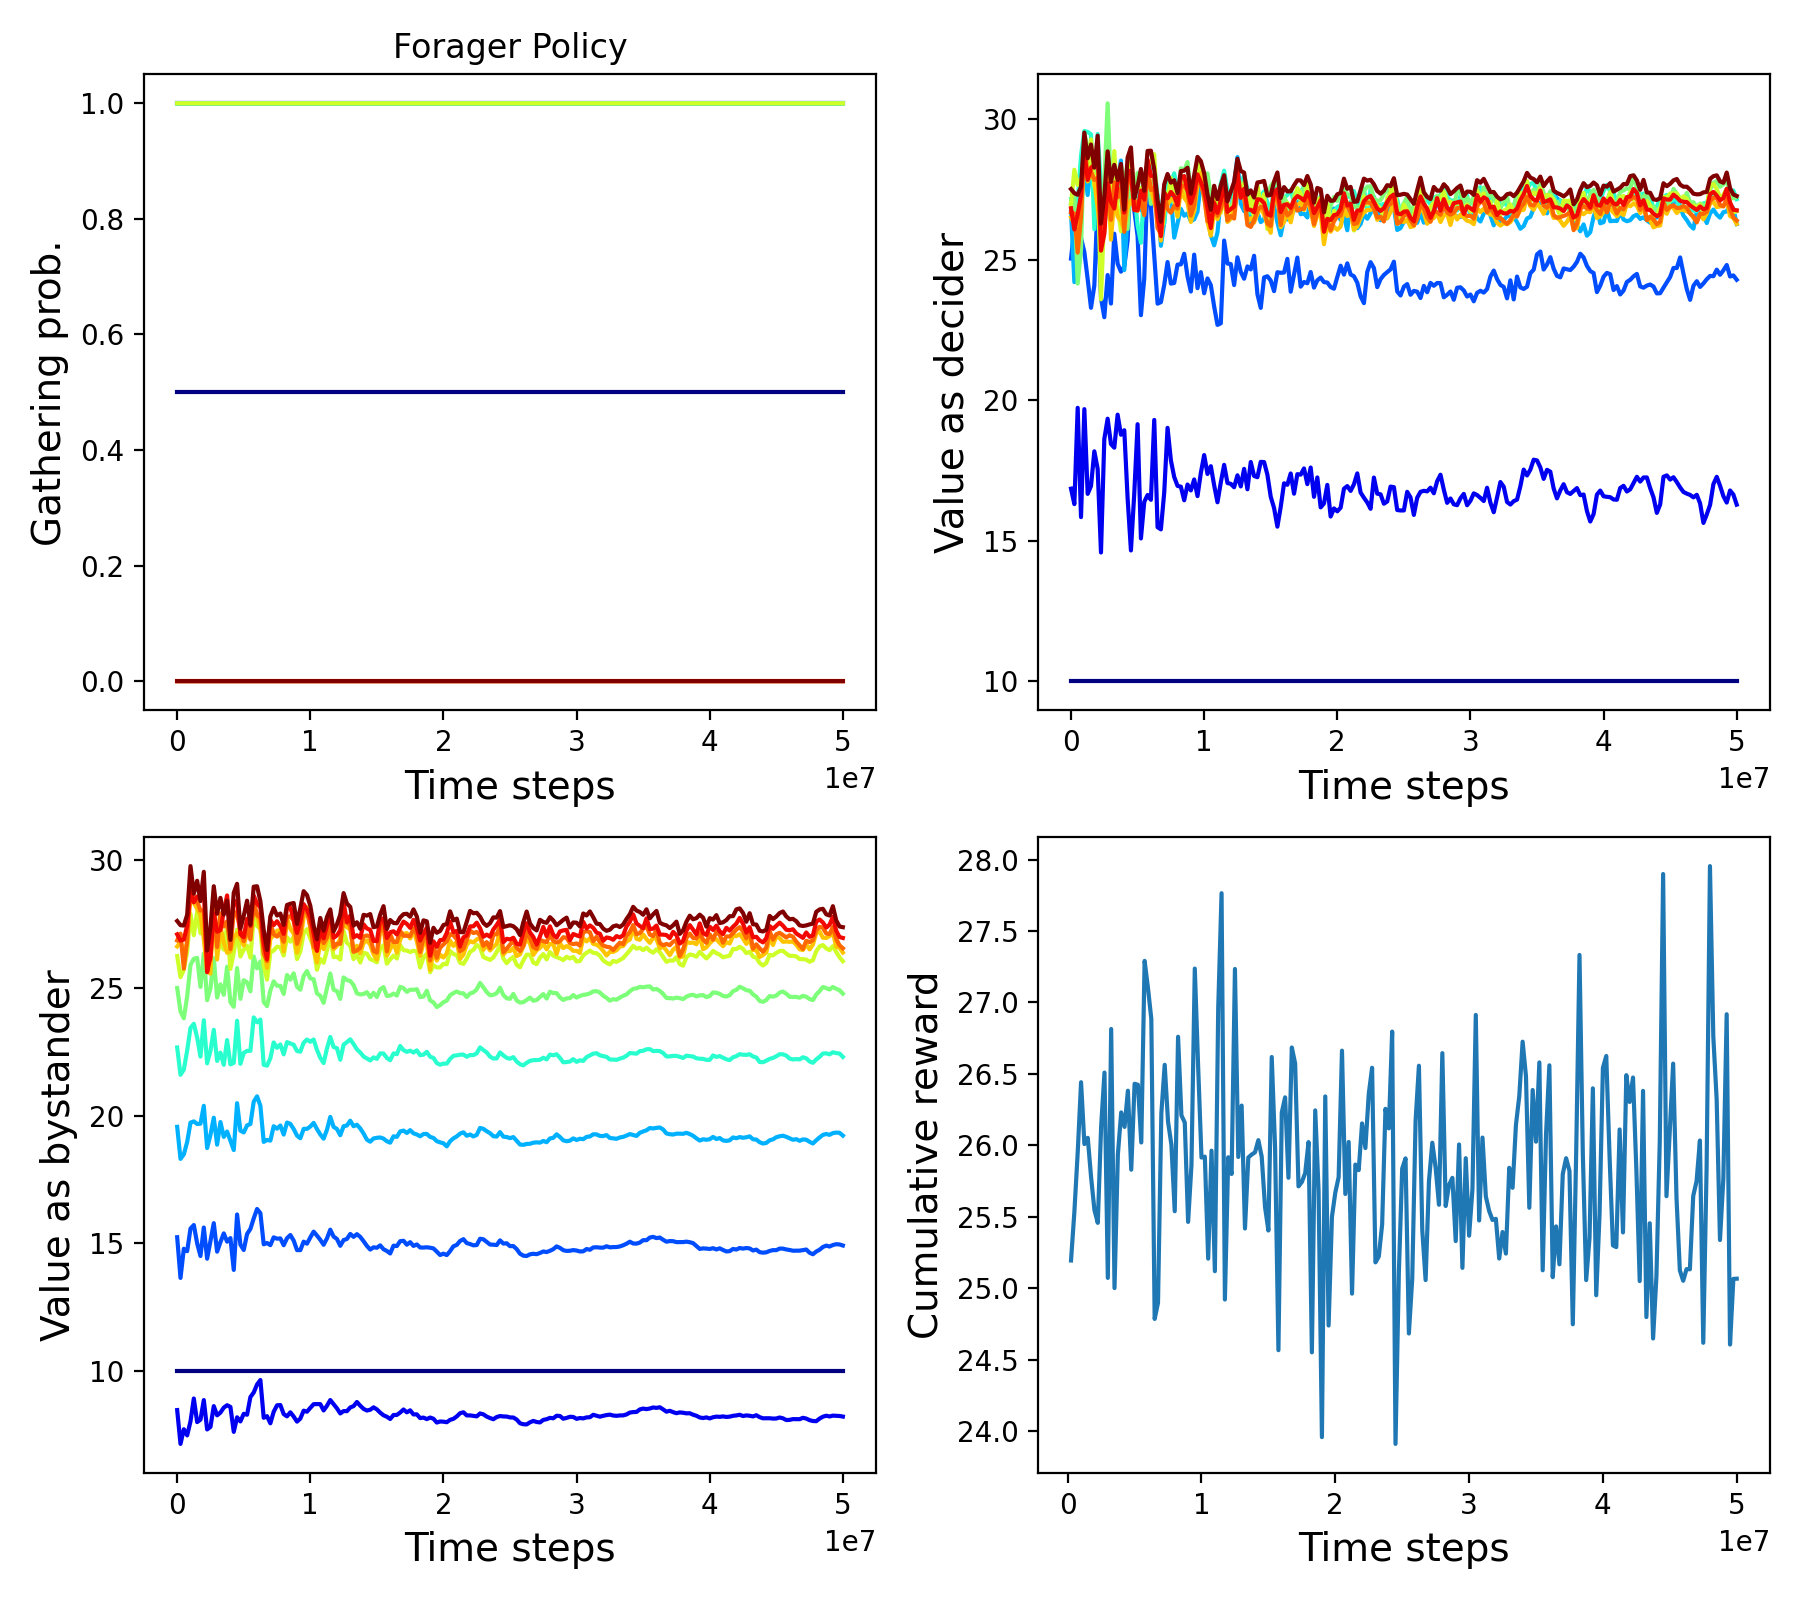 Forager Policy
Gathering prob.
1.0
0.8
0.6
0.4
0.2
0.0
0 1 2 3 4 5
1e7
Time steps
Value as decider
30
25
20
15
10
0 1 2 3 4 5
1e7
Time steps
Value as bystander
30
25
20
15
10
0 1 2 3 4 5
1e7
Time steps
Cumulative reward
28.0
27.5
27.0
26.5
26.0
25.5
25.0
24.5
24.0
0 1 2 3 4 5
1e7
Time steps